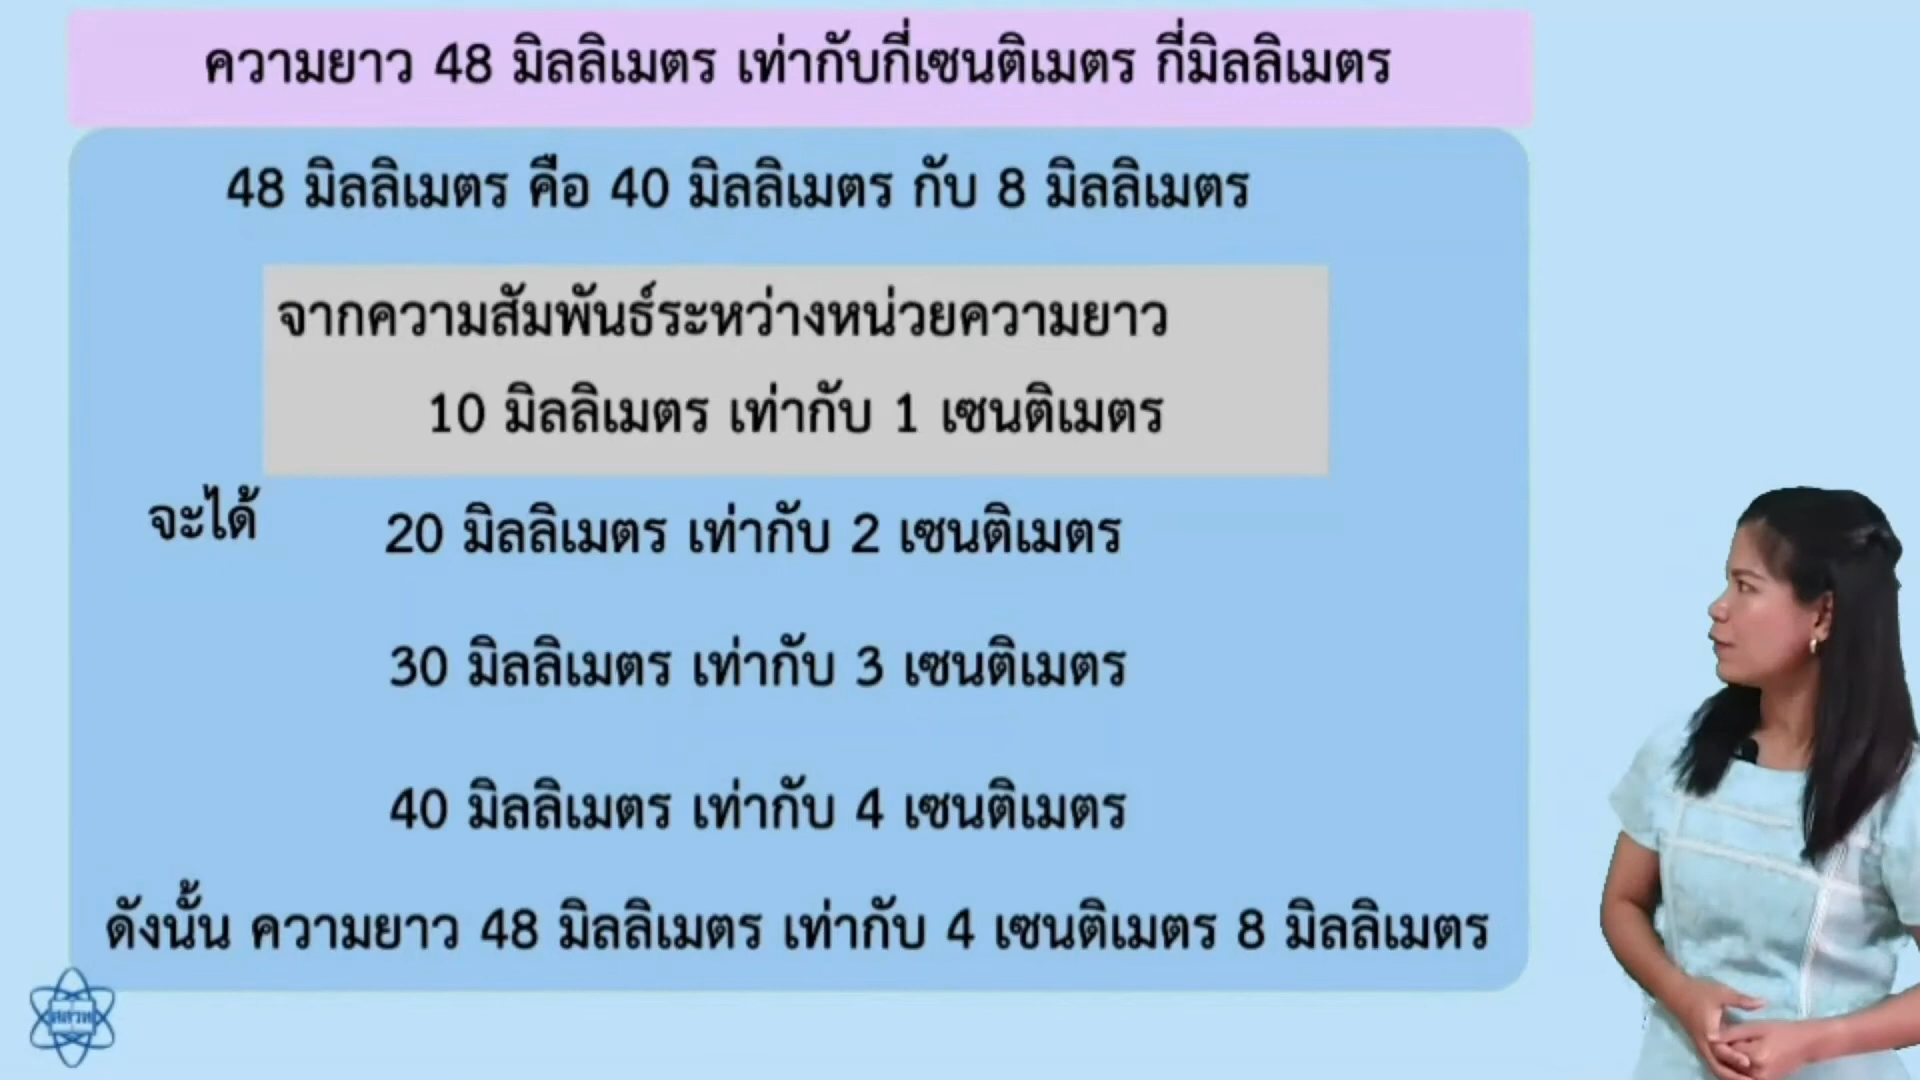 ความยาว 48 มิลลิเมตร เท่ากับกี่เซนติเมตร กี่มิลลิเมตร
48 มิลลิเมตร คือ 40 มิลลิเมตร กับ 8 มิลลิเมตร
จากความสัมพันธ์ระหว่างหน่วยความยาว
10 มิลลิเมตร เท่ากับ 1 เซนติเมตร
จะได้ 20 มิลลิเมตร เท่ากับ 2 เซนติเมตร
30 มิลลิเมตร เท่ากับ 3 เซนติเมตร
40 มิลลิเมตร เท่ากับ 4 เซนติเมตร
ดังนั้น ความยาว 48 มิลลิเมตร เท่ากับ 4 เซนติเมตร 8 มิลลิเมตร
สสวท